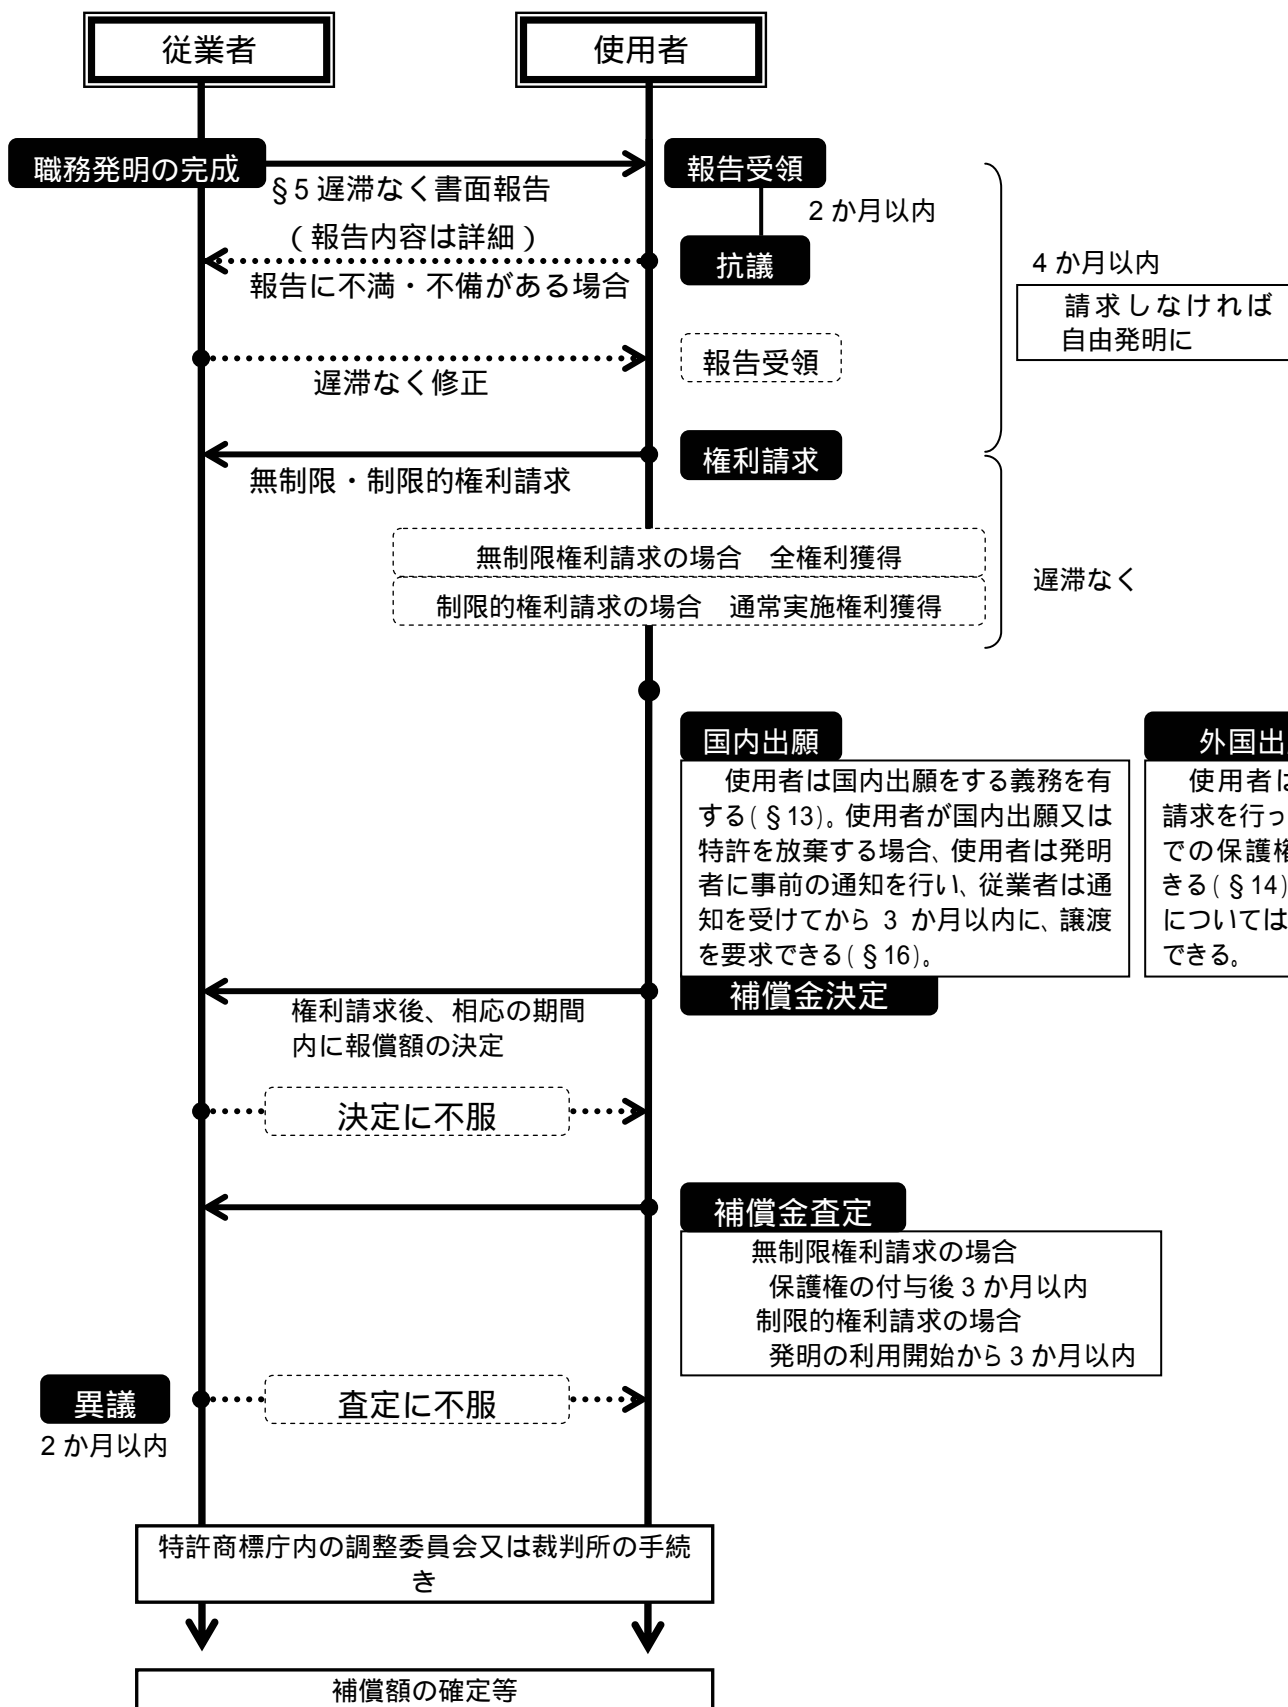 従業者
使用者
職務発明の完成
§5 遅滞なく書面報告
（報告内容は詳細）
報告受領
2 か月以内
抗議
報告に不満・不備がある場合
4 か月以内
請求しなければ
自由発明に
報告受領
遅滞なく修正
権利請求
無制限・制限的権利請求
無制限権利請求の場合　全権利獲得
制限的権利請求の場合　通常実施権利獲得
遅滞なく
国内出願
使用者は国内出願をする義務を有
する(§13)。使用者が国内出願又は
特許を放棄する場合、使用者は発明
者に事前の通知を行い、従業者は通
知を受けてから 3 か月以内に、譲渡
を要求できる(§16)。
外国出
使用者は
請求を行っ
での保護権
きる(§14)
については
できる。
補償金決定
権利請求後、相応の期間
内に報償額の決定
決定に不服
補償金査定
無制限権利請求の場合
保護権の付与後 3 か月以内
制限的権利請求の場合
発明の利用開始から 3 か月以内
異議
2 か月以内
査定に不服
特許商標庁内の調整委員会又は裁判所の手続
き
補償額の確定等